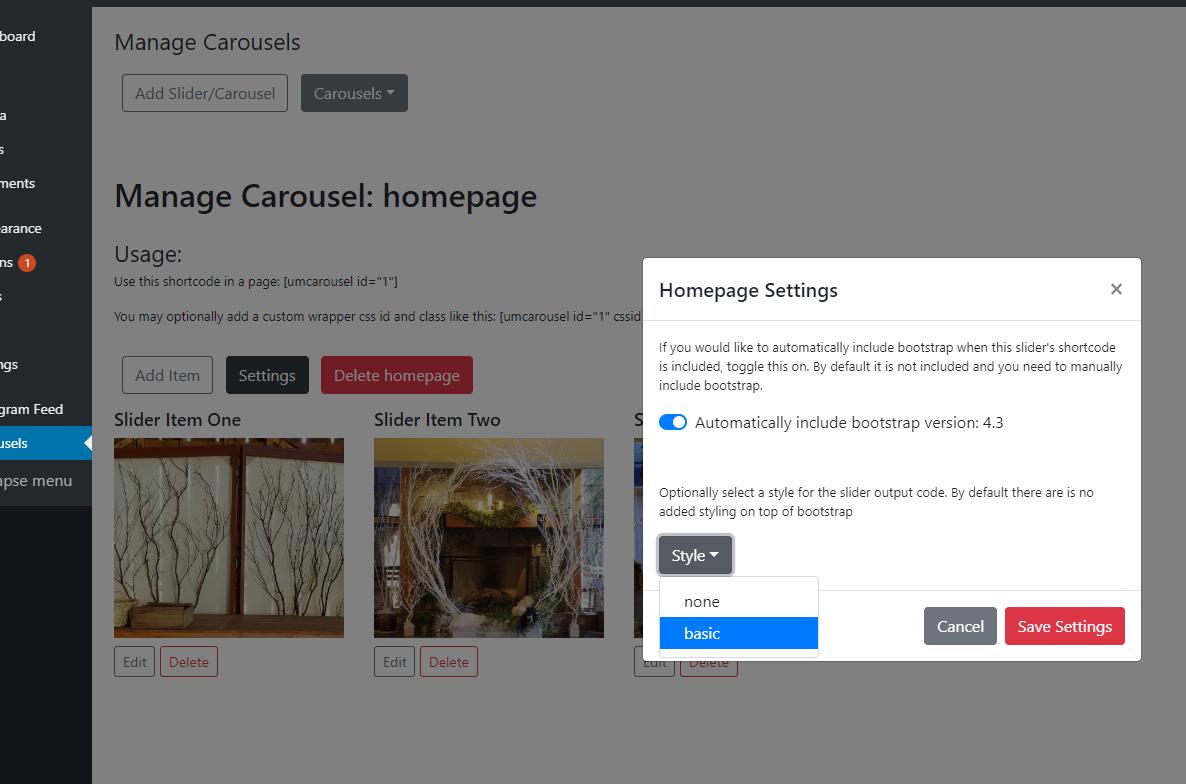 board
a
s
ments
earance
ns 1
s
ngs
gram Feed
usels
apse menu
Manage Carousels
Add Slider/Carousel
Carousels
Manage Carousel: homepage
Usage:
Use this shortcode in a page: [umcarousel id="1"]
You may optionally add a custom wrapper css id and class like this: [umcarousel id="1" cssid
Add Item
Settings
Delete homepage
Slider Item One
Slider Item Two
S
Edit
Delete
Edit
Delete
Edit
Delete
Homepage Settings
×
If you would like to automatically include bootstrap when this slider's shortcode
is included, toggle this on. By default it is not included and you need to manually
include bootstrap.
Automatically include bootstrap version: 4.3
Optionally select a style for the slider output code. By default there are is no
added styling on top of bootstrap
Style
none
basic
Cancel
Save Settings